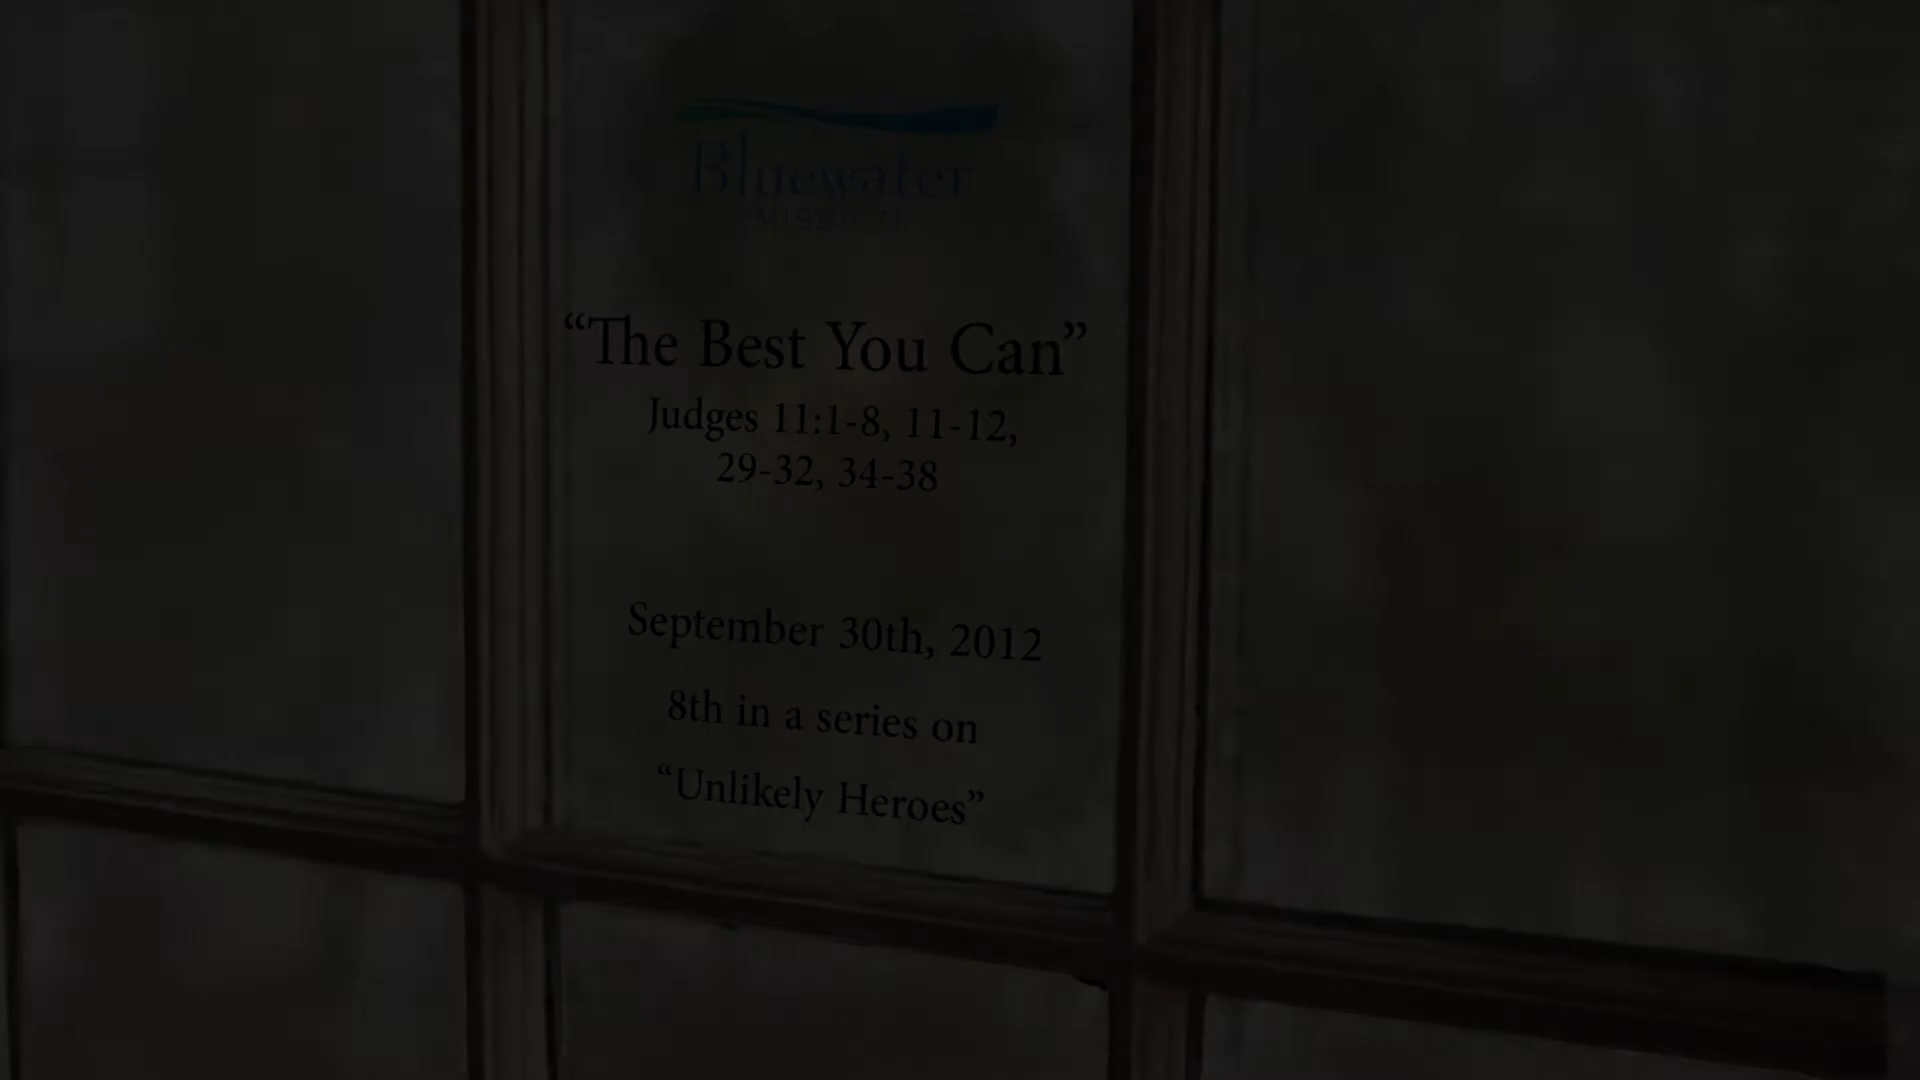 Bluewater
MISSION
“The Best You Can”
Judges 11:1-8, 11-12,
29-32, 34-38
September 30th, 2012
8th in a series on
“Unlikely Heroes”